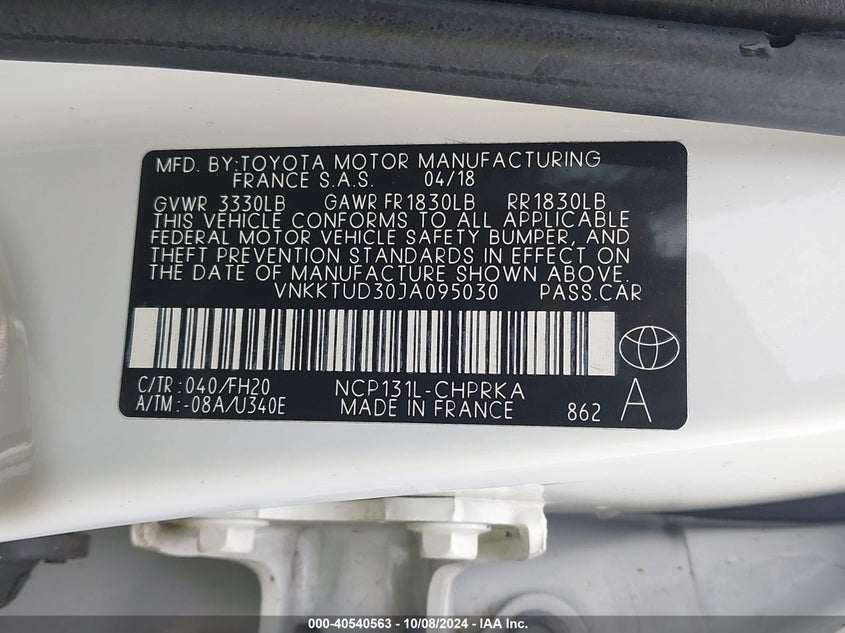 MFD. BY:TOYOTA MOTOR MANUFACTURING
FRANCE S.A.S. 04/18
GVWR 3330LB GAWR FR1830LB RR1830LB
THIS VEHICLE CONFORMS TO ALL APPLICABLE
FEDERAL MOTOR VEHICLE SAFETY BUMPER, AND
THEFT PREVENTION STANDARDS IN EFFECT ON
THE DATE OF MANUFACTURE SHOWN ABOVE.
VNKKTUD30JA095030 PASS.CAR
C/TR:040/FH20 NCP131L-CHPRKA
A/TM:-08A/U340E MADE IN FRANCE 862 A
000-40540563 - 10/08/2024 - IAA Inc.